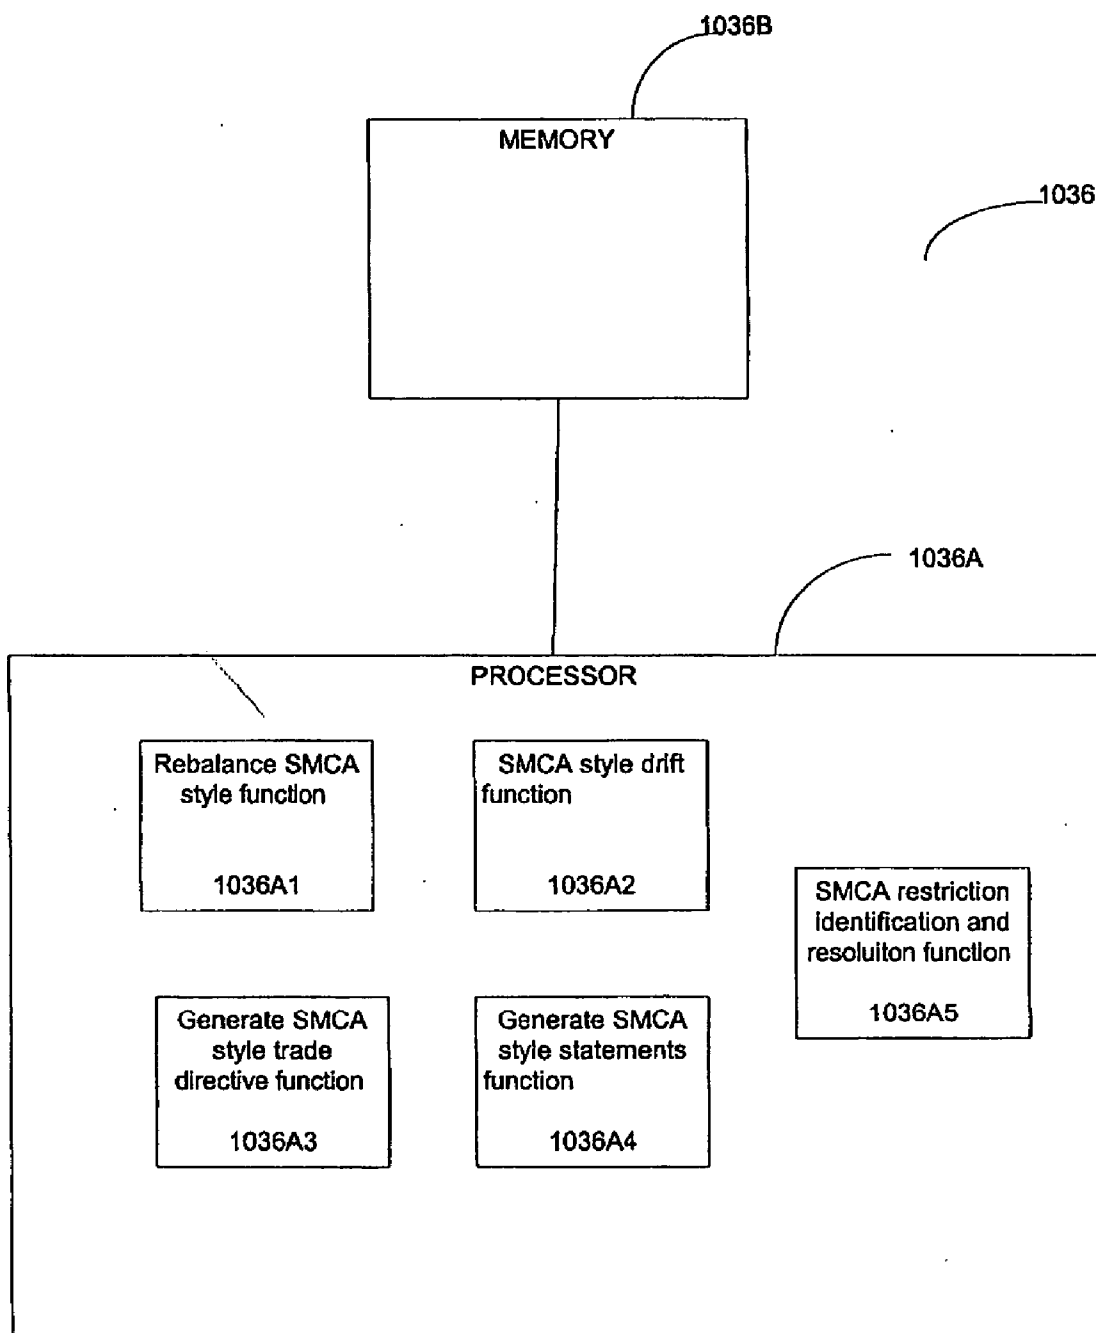 1036B
MEMORY
1036
1036A
PROCESSOR
Rebalance SMCA
style function
1036A1
SMCA style drift
function
1036A2
SMCA restriction
identification and
resoluiton function
1036A5
Generate SMCA
style trade
directive function
1036A3
Generate SMCA
style statements
function
1036A4